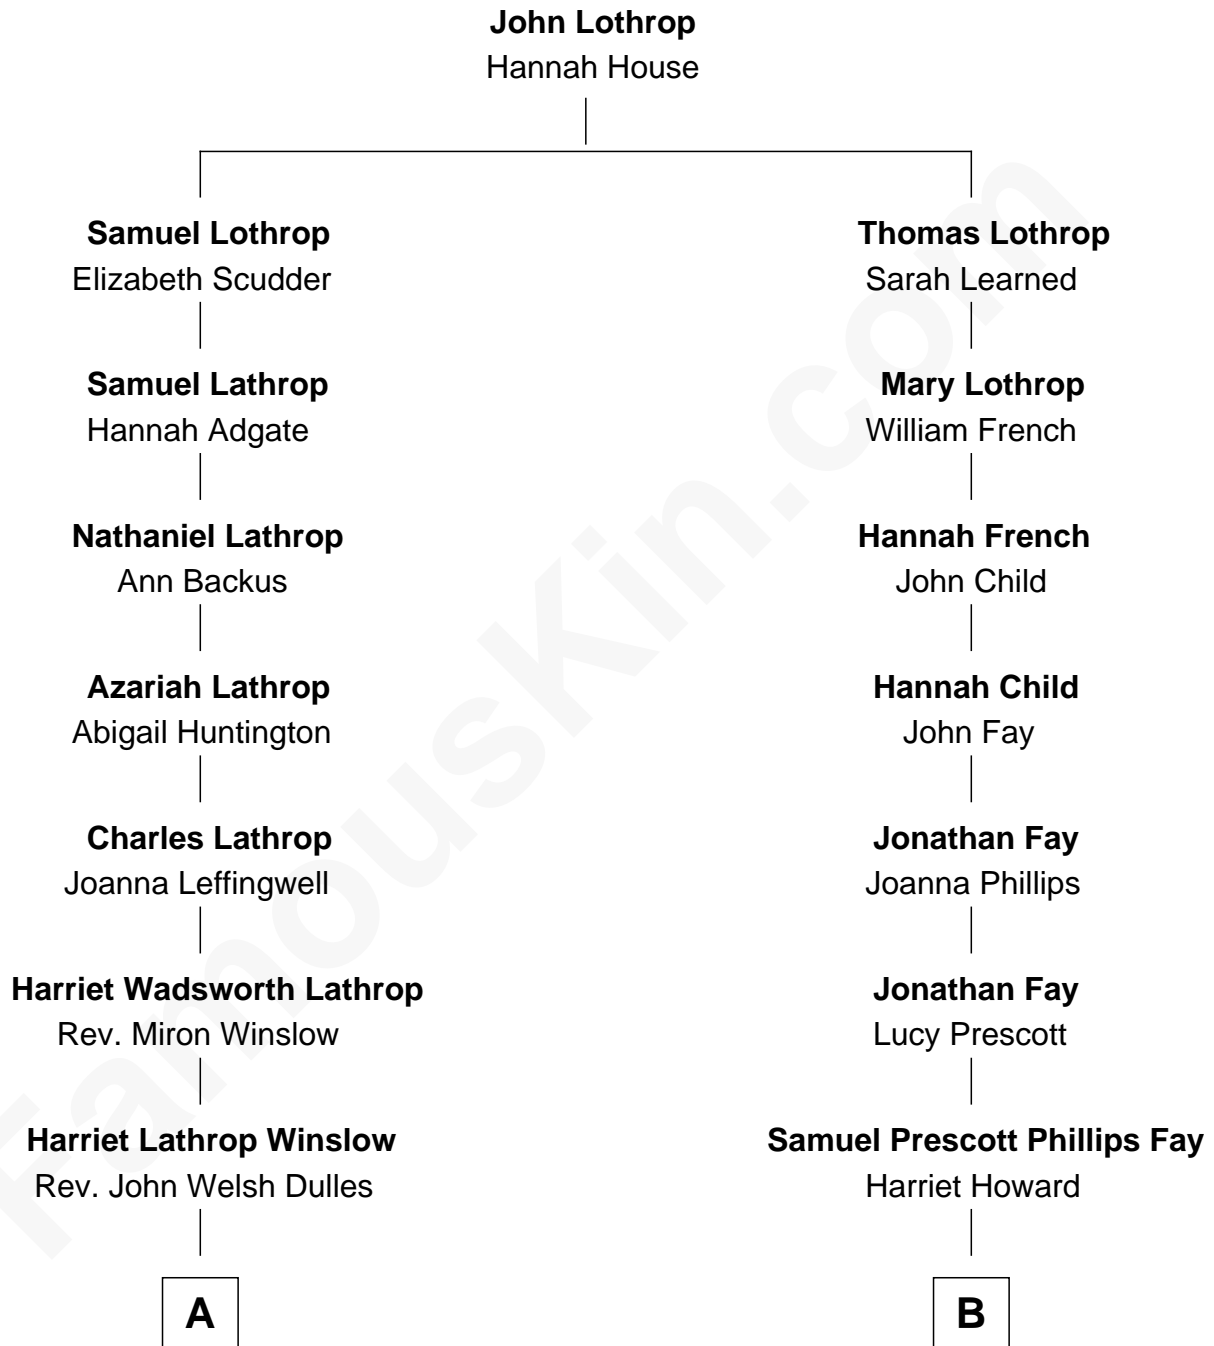 John Lothrop
Hannah House
Samuel Lothrop
Elizabeth Scudder
Thomas Lothrop
Sarah Learned
Samuel Lathrop
Hannah Adgate
Mary Lothrop
William French
Nathaniel Lathrop
Ann Backus
Hannah French
John Child
Azariah Lathrop
Abigail Huntington
Hannah Child
John Fay
Charles Lathrop
Joanna Leffingwell
Jonathan Fay
Joanna Phillips
Harriet Wadsworth Lathrop
Rev. Miron Winslow
Jonathan Fay
Lucy Prescott
Harriet Lathrop Winslow
Rev. John Welsh Dulles
Samuel Prescott Phillips Fay
Harriet Howard
A
B
FamousKin.com